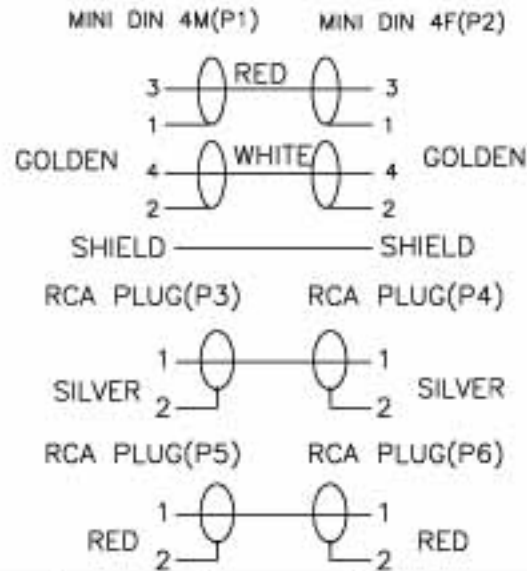 MINI DIN 4M(P1) MINI DIN 4F(P2)
RED
3 3
1 1
GOLDEN WHITE GOLDEN
4 4
2 2
SHIELD SHIELD
RCA PLUG(P3) RCA PLUG(P4)
1 1
SILVER SILVER
2 2
RCA PLUG(P5) RCA PLUG(P6)
1 1
RED RED
2 2